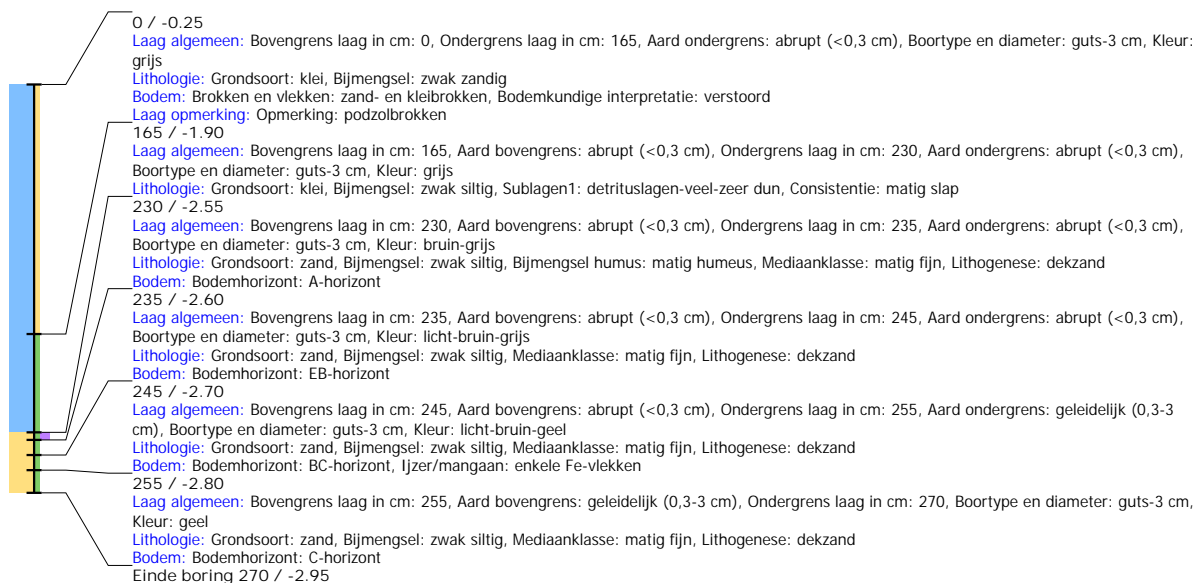 0 / -0.25
Laag algemeen: Bovengrens laag in cm: 0, Ondergrens laag in cm: 165, Aard ondergrens: abrupt (<0,3 cm), Boortype en diameter: guts-3 cm, Kleur:
grijs
Lithologie: Grondsoort: klei, Bijmengsel: zwak zandig
Bodem: Brokken en vlekken: zand- en kleibrokken, Bodemkundige interpretatie: verstoord
Laag opmerking: Opmerking: podzolbrokken
165 / -1.90
Laag algemeen: Bovengrens laag in cm: 165, Aard bovengrens: abrupt (<0,3 cm), Ondergrens laag in cm: 230, Aard ondergrens: abrupt (<0,3 cm),
Boortype en diameter: guts-3 cm, Kleur: grijs
Lithologie: Grondsoort: klei, Bijmengsel: zwak siltig, Sublagen1: detrituslagen-veel-zeer dun, Consistentie: matig slap
230 / -2.55
Laag algemeen: Bovengrens laag in cm: 230, Aard bovengrens: abrupt (<0,3 cm), Ondergrens laag in cm: 235, Aard ondergrens: abrupt (<0,3 cm),
Boortype en diameter: guts-3 cm, Kleur: bruin-grijs
Lithologie: Grondsoort: zand, Bijmengsel: zwak siltig, Bijmengsel humus: matig humeus, Mediaanklasse: matig fijn, Lithogenese: dekzand
Bodem: Bodemhorizont: A-horizont
235 / -2.60
Laag algemeen: Bovengrens laag in cm: 235, Aard bovengrens: abrupt (<0,3 cm), Ondergrens laag in cm: 245, Aard ondergrens: abrupt (<0,3 cm),
Boortype en diameter: guts-3 cm, Kleur: licht-bruin-grijs
Lithologie: Grondsoort: zand, Bijmengsel: zwak siltig, Mediaanklasse: matig fijn, Lithogenese: dekzand
Bodem: Bodemhorizont: EB-horizont
245 / -2.70
Laag algemeen: Bovengrens laag in cm: 245, Aard bovengrens: abrupt (<0,3 cm), Ondergrens laag in cm: 255, Aard ondergrens: geleidelijk (0,3-3
cm), Boortype en diameter: guts-3 cm, Kleur: licht-bruin-geel
Lithologie: Grondsoort: zand, Bijmengsel: zwak siltig, Mediaanklasse: matig fijn, Lithogenese: dekzand
Bodem: Bodemhorizont: BC-horizont, Ijzer/mangaan: enkele Fe-vlekken
255 / -2.80
Laag algemeen: Bovengrens laag in cm: 255, Aard bovengrens: geleidelijk (0,3-3 cm), Ondergrens laag in cm: 270, Boortype en diameter: guts-3 cm,
Kleur: geel
Lithologie: Grondsoort: zand, Bijmengsel: zwak siltig, Mediaanklasse: matig fijn, Lithogenese: dekzand
Bodem: Bodemhorizont: C-horizont
Einde boring 270 / -2.95